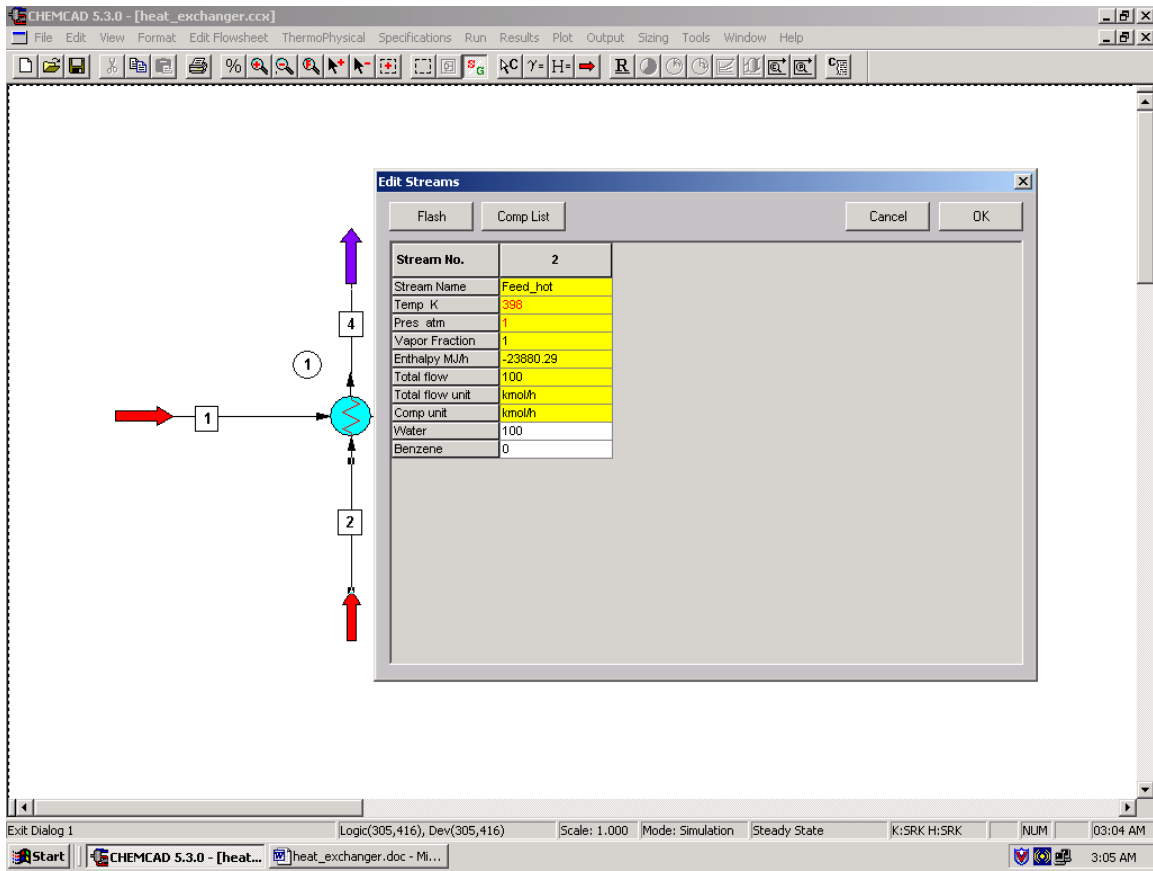 CHEMCAD 5.3.0 - [heat_exchanger.ccx]
File Edit View Format Edit Flowsheet ThermoPhysical Specifications Run Results Plot Output Sizing Tools Window Help
% S G C γ= H= R C
Edit Streams
Flash Comp List Cancel OK
Stream No. 2
Stream Name Feed_hot
Temp K 398
Pres atm 1
Vapor Fraction 1
Enthalpy MJ/h -23880.29
Total flow 100
Total flow unit kmol/h
Comp unit kmol/h
Water 100
Benzene 0
4
1
1
2
Exit Dialog 1 Logic(305,416), Dev(305,416) Scale: 1.000 Mode: Simulation Steady State K:SRK H:SRK NUM 03:04 AM
Start CHEMCAD 5.3.0 - [heat... heat_exchanger.doc - Mi... 3:05 AM